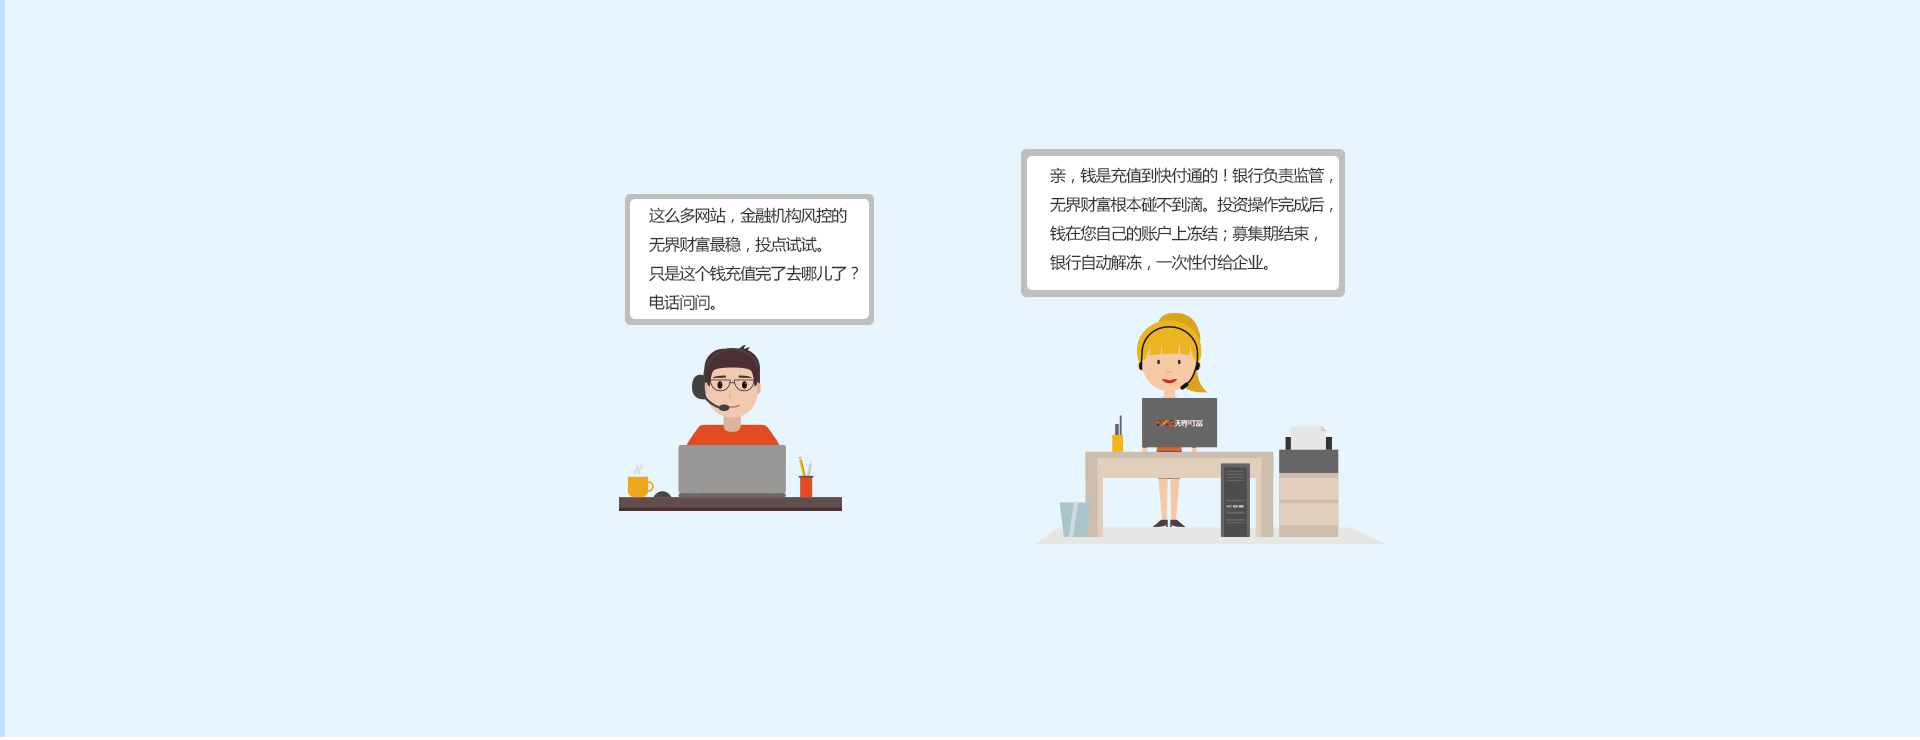 这么多网站，金融机构风控的
无界财富最稳，投点试试。
只是这个钱充值完了去哪儿了？
电话问问。
亲，钱是充值到快付通的！银行负责监管，
无界财富根本碰不到滴。投资操作完成后，
钱在您自己的账户上冻结；募集期结束，
银行自动解冻，一次性付给企业。
无界财富